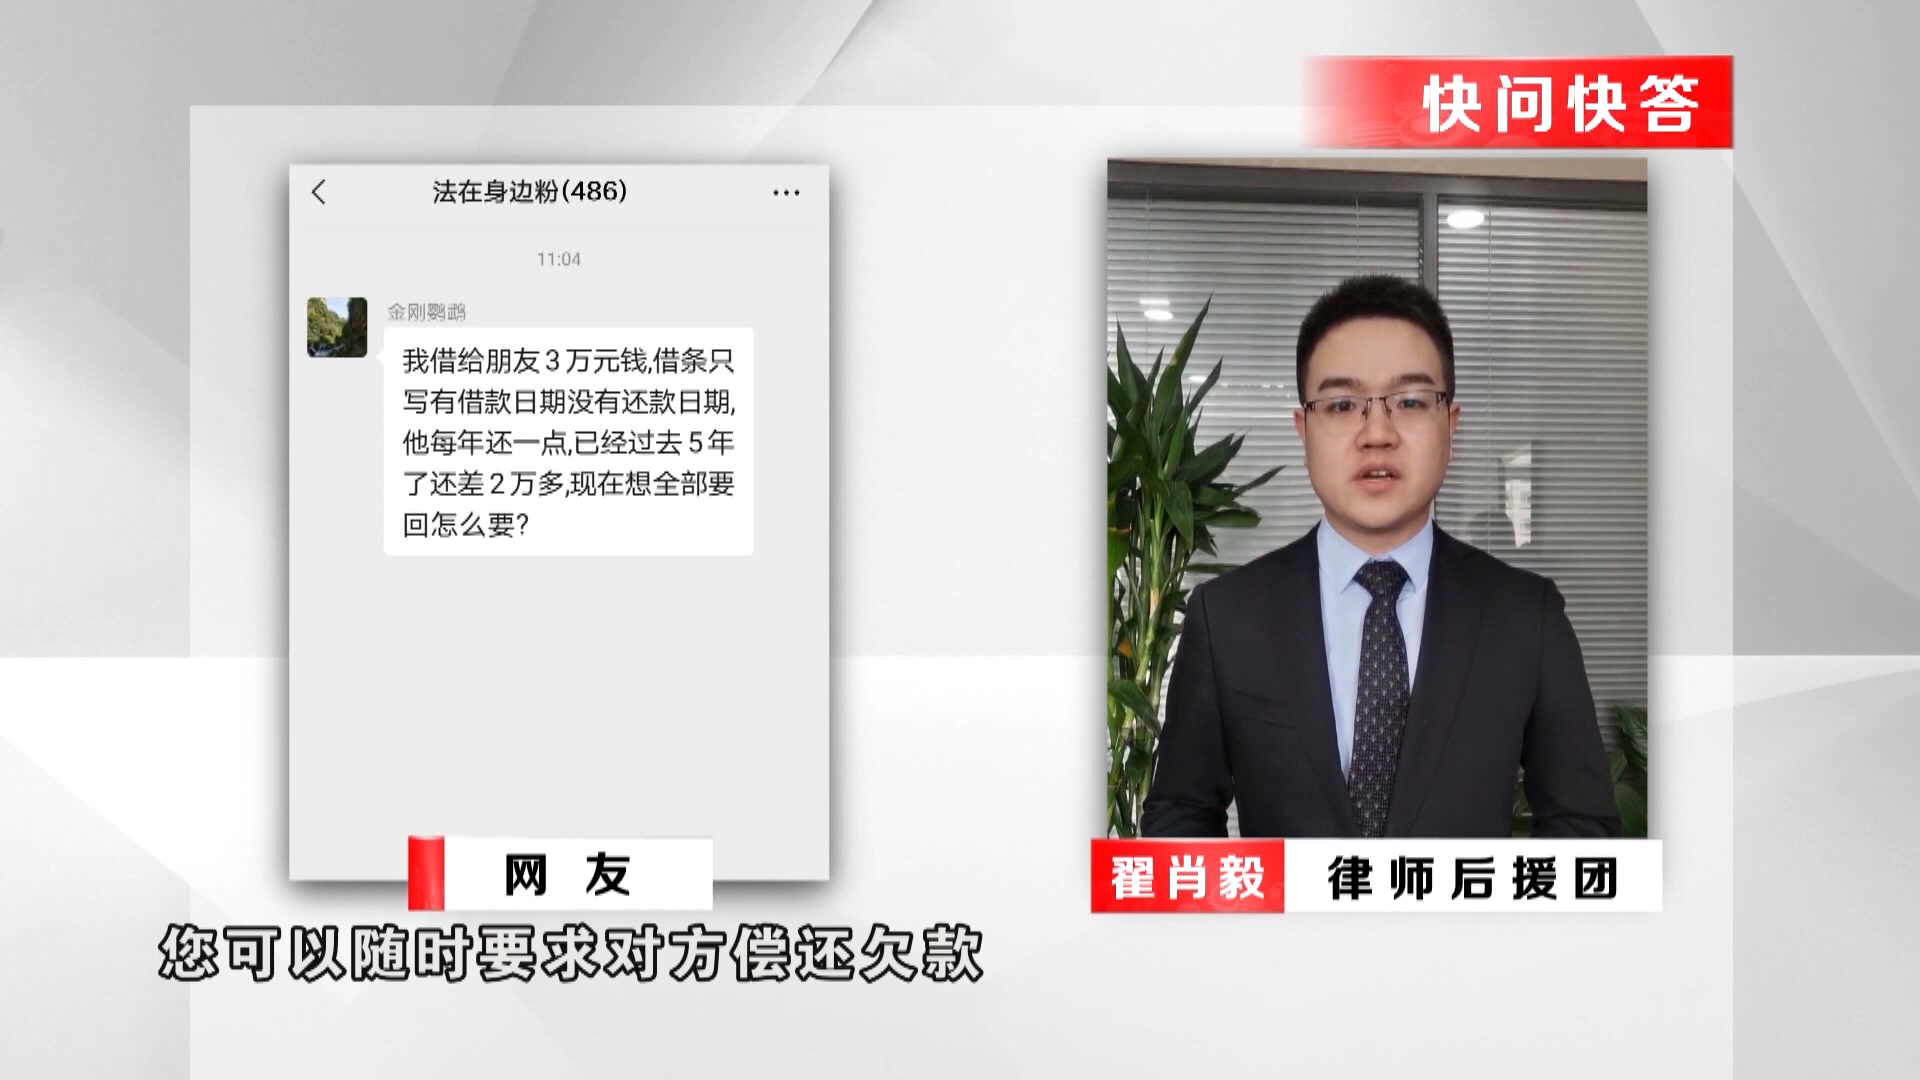 快问快答
法在身边粉(486)
11:04
金刚鹦鹉
我借给朋友3万元钱,借条只
写有借款日期没有还款日期,
他每年还一点,已经过去5年
了还差2万多,现在想全部要
回怎么要?
网友
翟肖毅 律师后援团
您可以随时要求对方偿还欠款